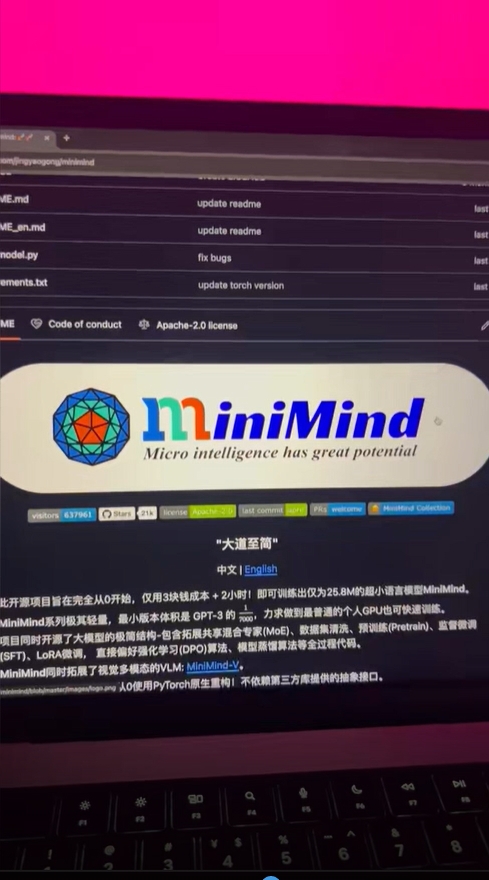 om/jingyaogong/minimind
ME.md update readme
ME_en.md update readme last
model.py fix bugs last
ements.txt update torch version last
ME Code of conduct Apache-2.0 license
MiniMind
Micro intelligence has great potential
visitors 637961 Stars 21k license Apache-2.0 last commit april PRs welcome MiniMind Collection
"大道至简"
中文 | English
此开源项目旨在完全从0开始，仅用3块钱成本 + 2小时！即可训练出仅为25.8M的超小语言模型MiniMind。
MiniMind系列极其轻量，最小版本体积是 GPT-3 的 1/7000，力求做到最普通的个人GPU也可快速训练。
项目同时开源了大模型的极简结构-包含拓展共享混合专家(MoE)、数据集清洗、预训练(Pretrain)、监督微调
(SFT)、LoRA微调，直接偏好强化学习(DPO)算法、模型蒸馏算法等全过程代码。
MiniMind同时拓展了视觉多模态的VLM: MiniMind-V。
minimind/blob/master/images/logo.png 从0使用PyTorch原生重构！不依赖第三方库提供的抽象接口。
F1 F2 F3 F4 F5 F6 F7 F8
! @ # ¥ $ % ^ &
2 3 4 5 6 7 8